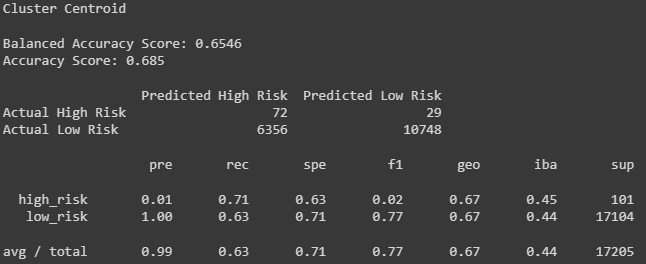 Cluster Centroid
Balanced Accuracy Score: 0.6546
Accuracy Score: 0.685
Predicted High Risk Predicted Low Risk
Actual High Risk 72 29
Actual Low Risk 6356 10748
pre rec spe f1 geo iba sup
high_risk 0.01 0.71 0.63 0.02 0.67 0.45 101
low_risk 1.00 0.63 0.71 0.77 0.67 0.44 17104
avg / total 0.99 0.63 0.71 0.77 0.67 0.44 17205